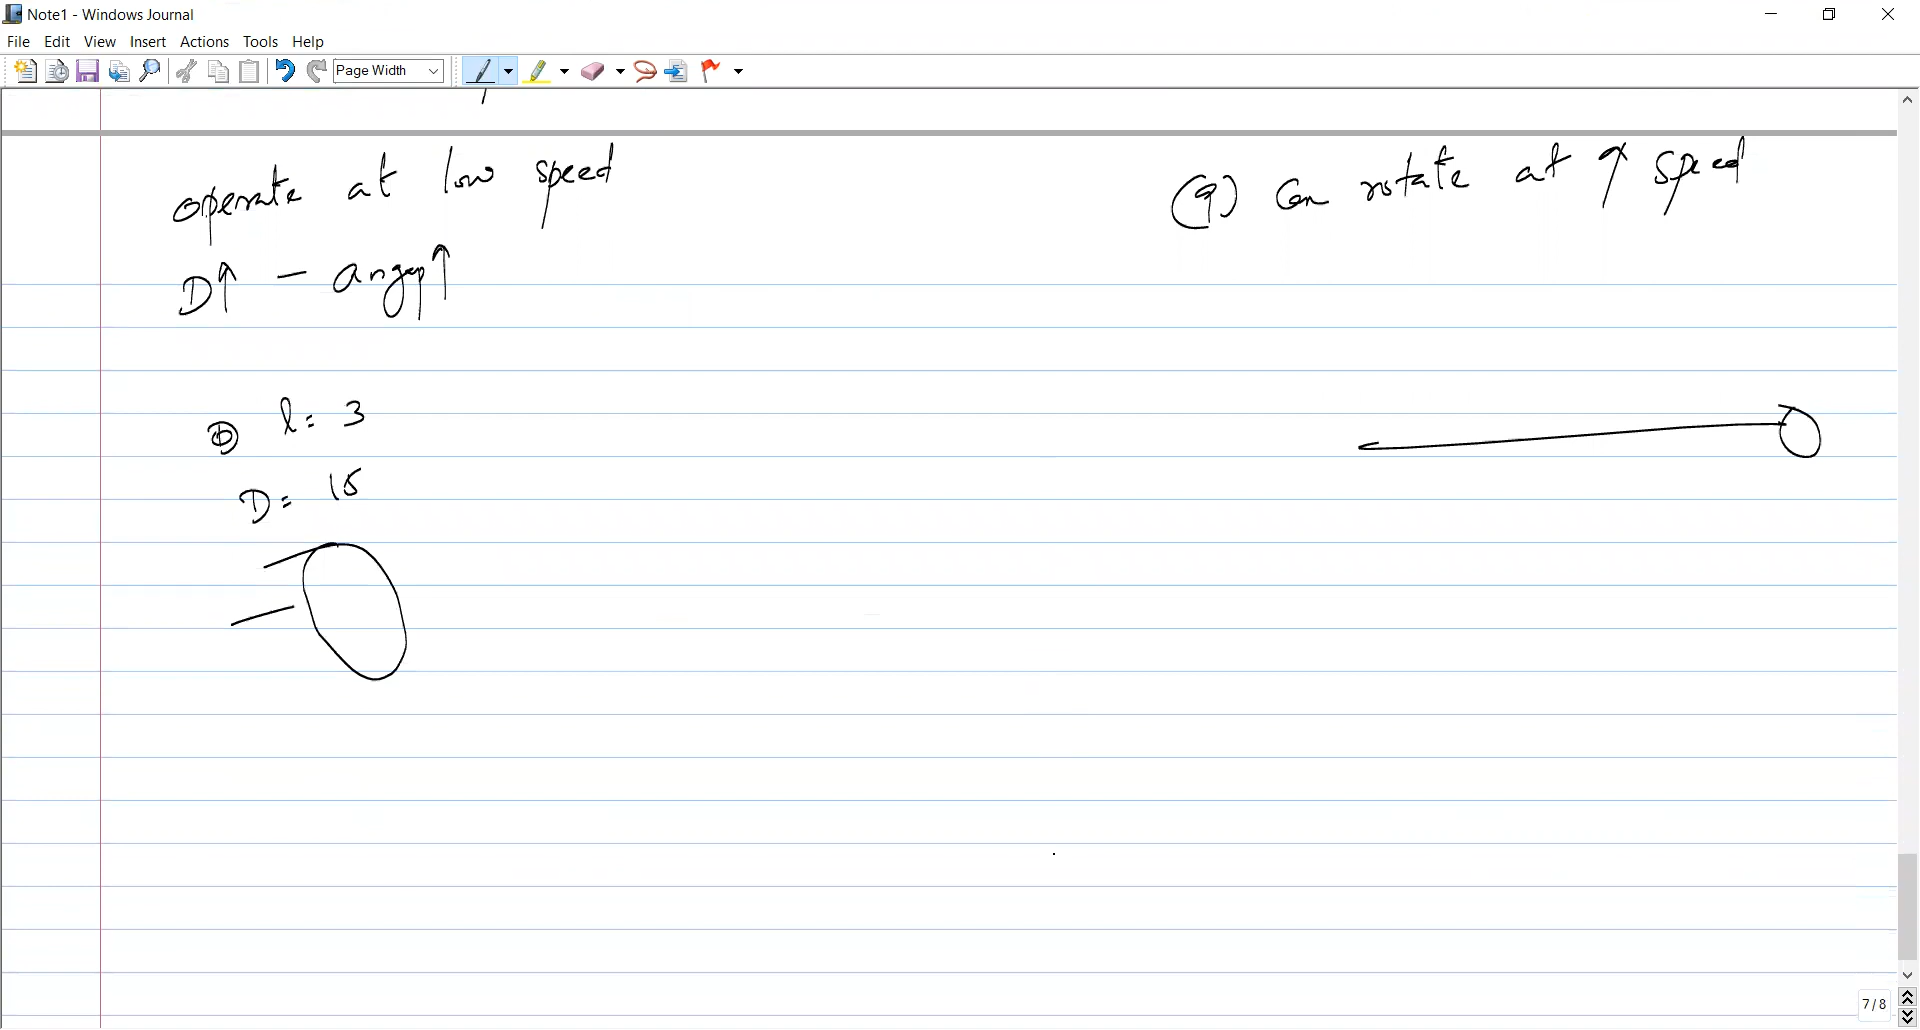 Note1 - Windows Journal
File Edit View Insert Actions Tools Help
Page Width
operate at low speed
D↑ — argp↑
l = 3
D = 15
(9) Can rotate at ↑ speed
7 / 8